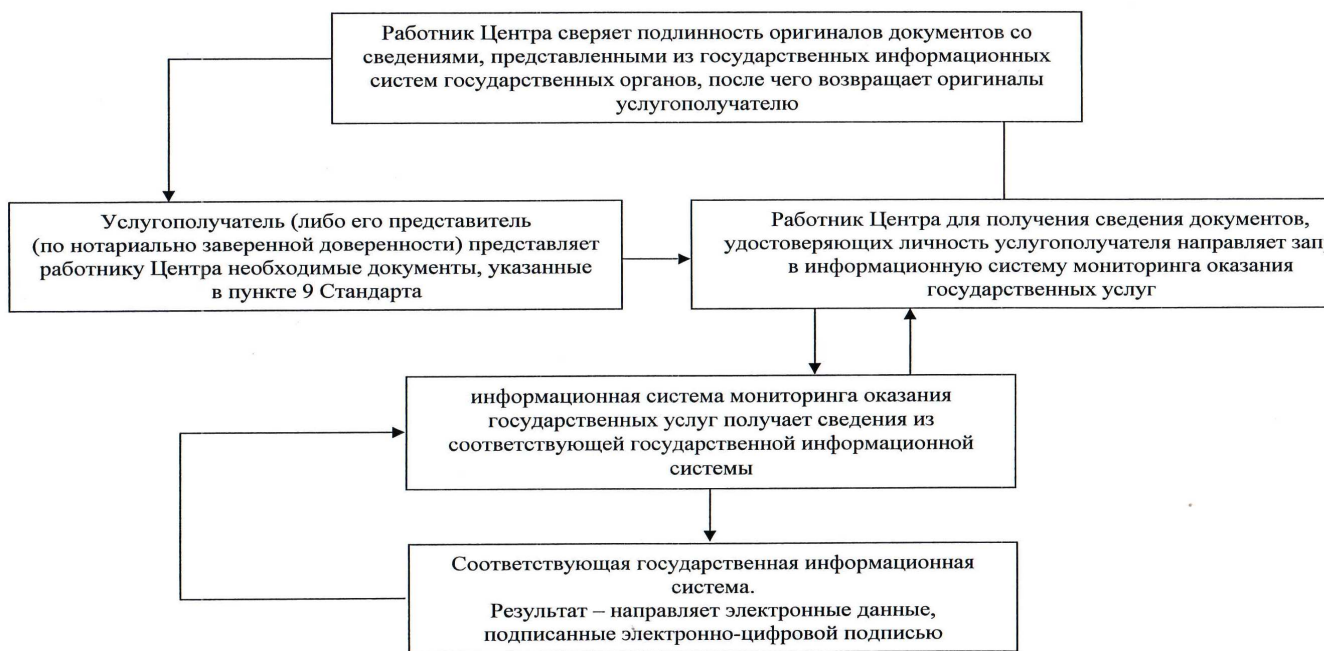 Работник Центра сверяет подлинность оригиналов документов со
сведениями, представленными из государственных информационных
систем государственных органов, после чего возвращает оригиналы
услугополучателю
Услугополучатель (либо его представитель
(по нотариально заверенной доверенности) представляет
работнику Центра необходимые документы, указанные
в пункте 9 Стандарта
Работник Центра для получения сведения документов,
удостоверяющих личность услугополучателя направляет
в информационную систему мониторинга оказания
государственных услуг
информационная система мониторинга оказания
государственных услуг получает сведения из
соответствующей государственной информационной
системы
Соответствующая государственная информационная
система.
Результат – направляет электронные данные,
подписанные электронно-цифровой подписью